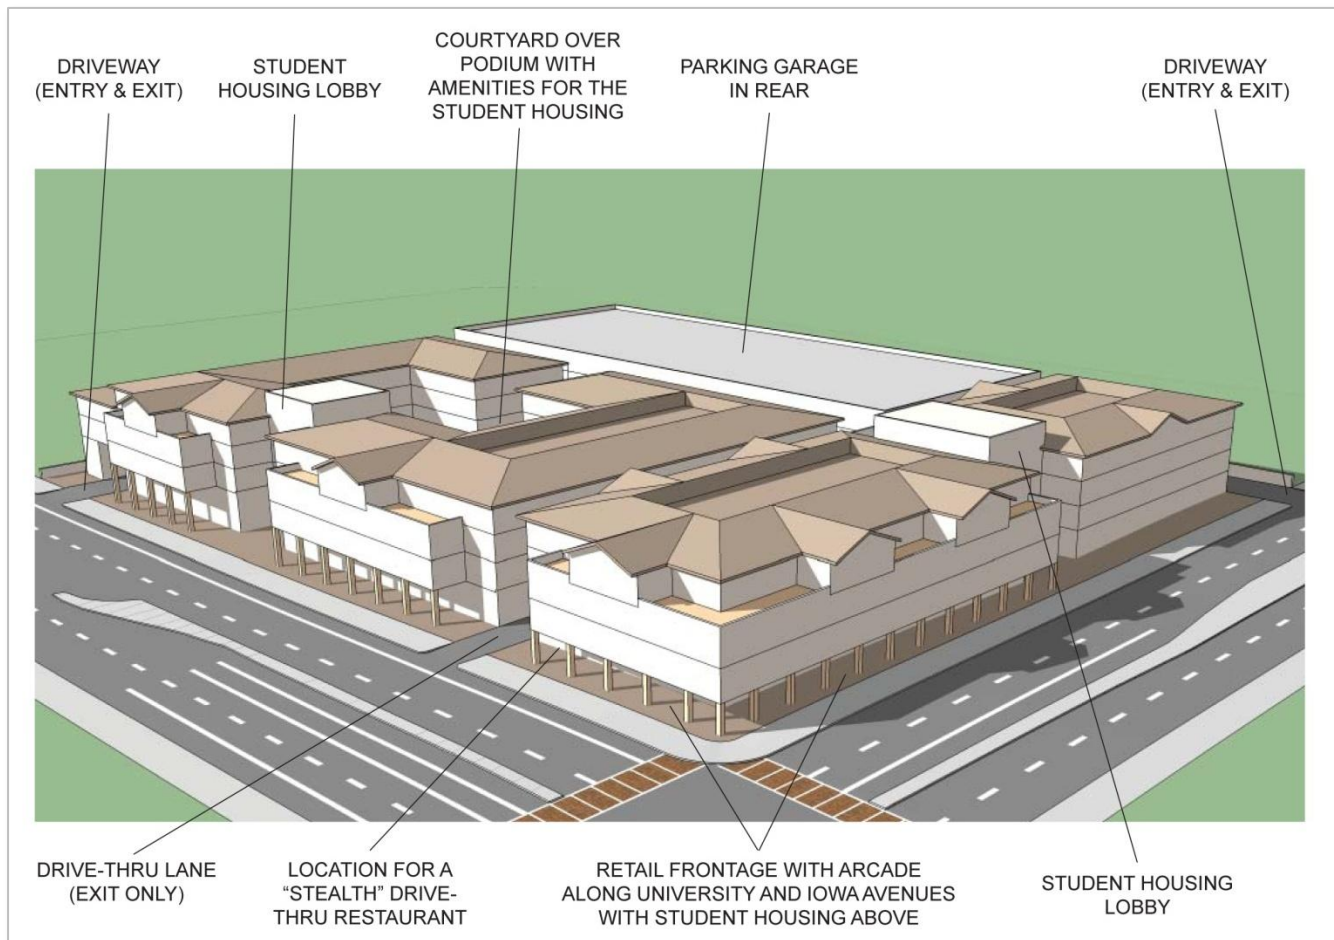 DRIVEWAY
(ENTRY & EXIT)
STUDENT
HOUSING LOBBY
COURTYARD OVER
PODIUM WITH
AMENITIES FOR THE
STUDENT HOUSING
PARKING GARAGE
IN REAR
DRIVEWAY
(ENTRY & EXIT)
DRIVE-THRU LANE
(EXIT ONLY)
LOCATION FOR A
“STEALTH” DRIVE-
THRU RESTAURANT
RETAIL FRONTAGE WITH ARCADE
ALONG UNIVERSITY AND IOWA AVENUES
WITH STUDENT HOUSING ABOVE
STUDENT HOUSING
LOBBY